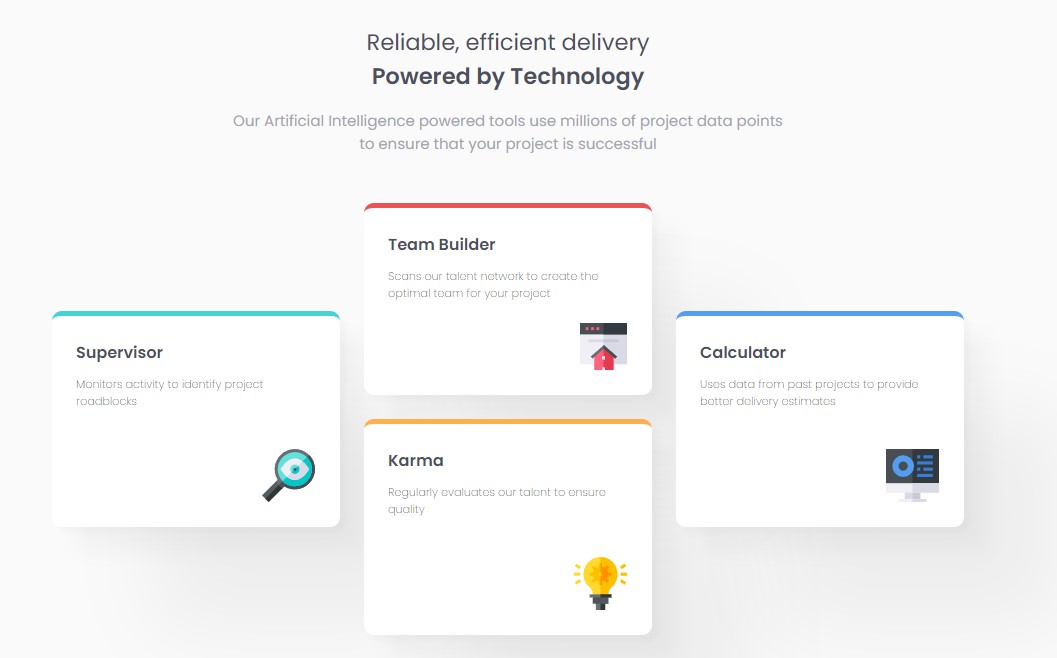 Reliable, efficient delivery
Powered by Technology
Our Artificial Intelligence powered tools use millions of project data points
to ensure that your project is successful
Team Builder
Scans our talent network to create the
optimal team for your project
Supervisor
Monitors activity to identify project
roadblocks
Calculator
Uses data from past projects to provide
better delivery estimates
Karma
Regularly evaluates our talent to ensure
quality